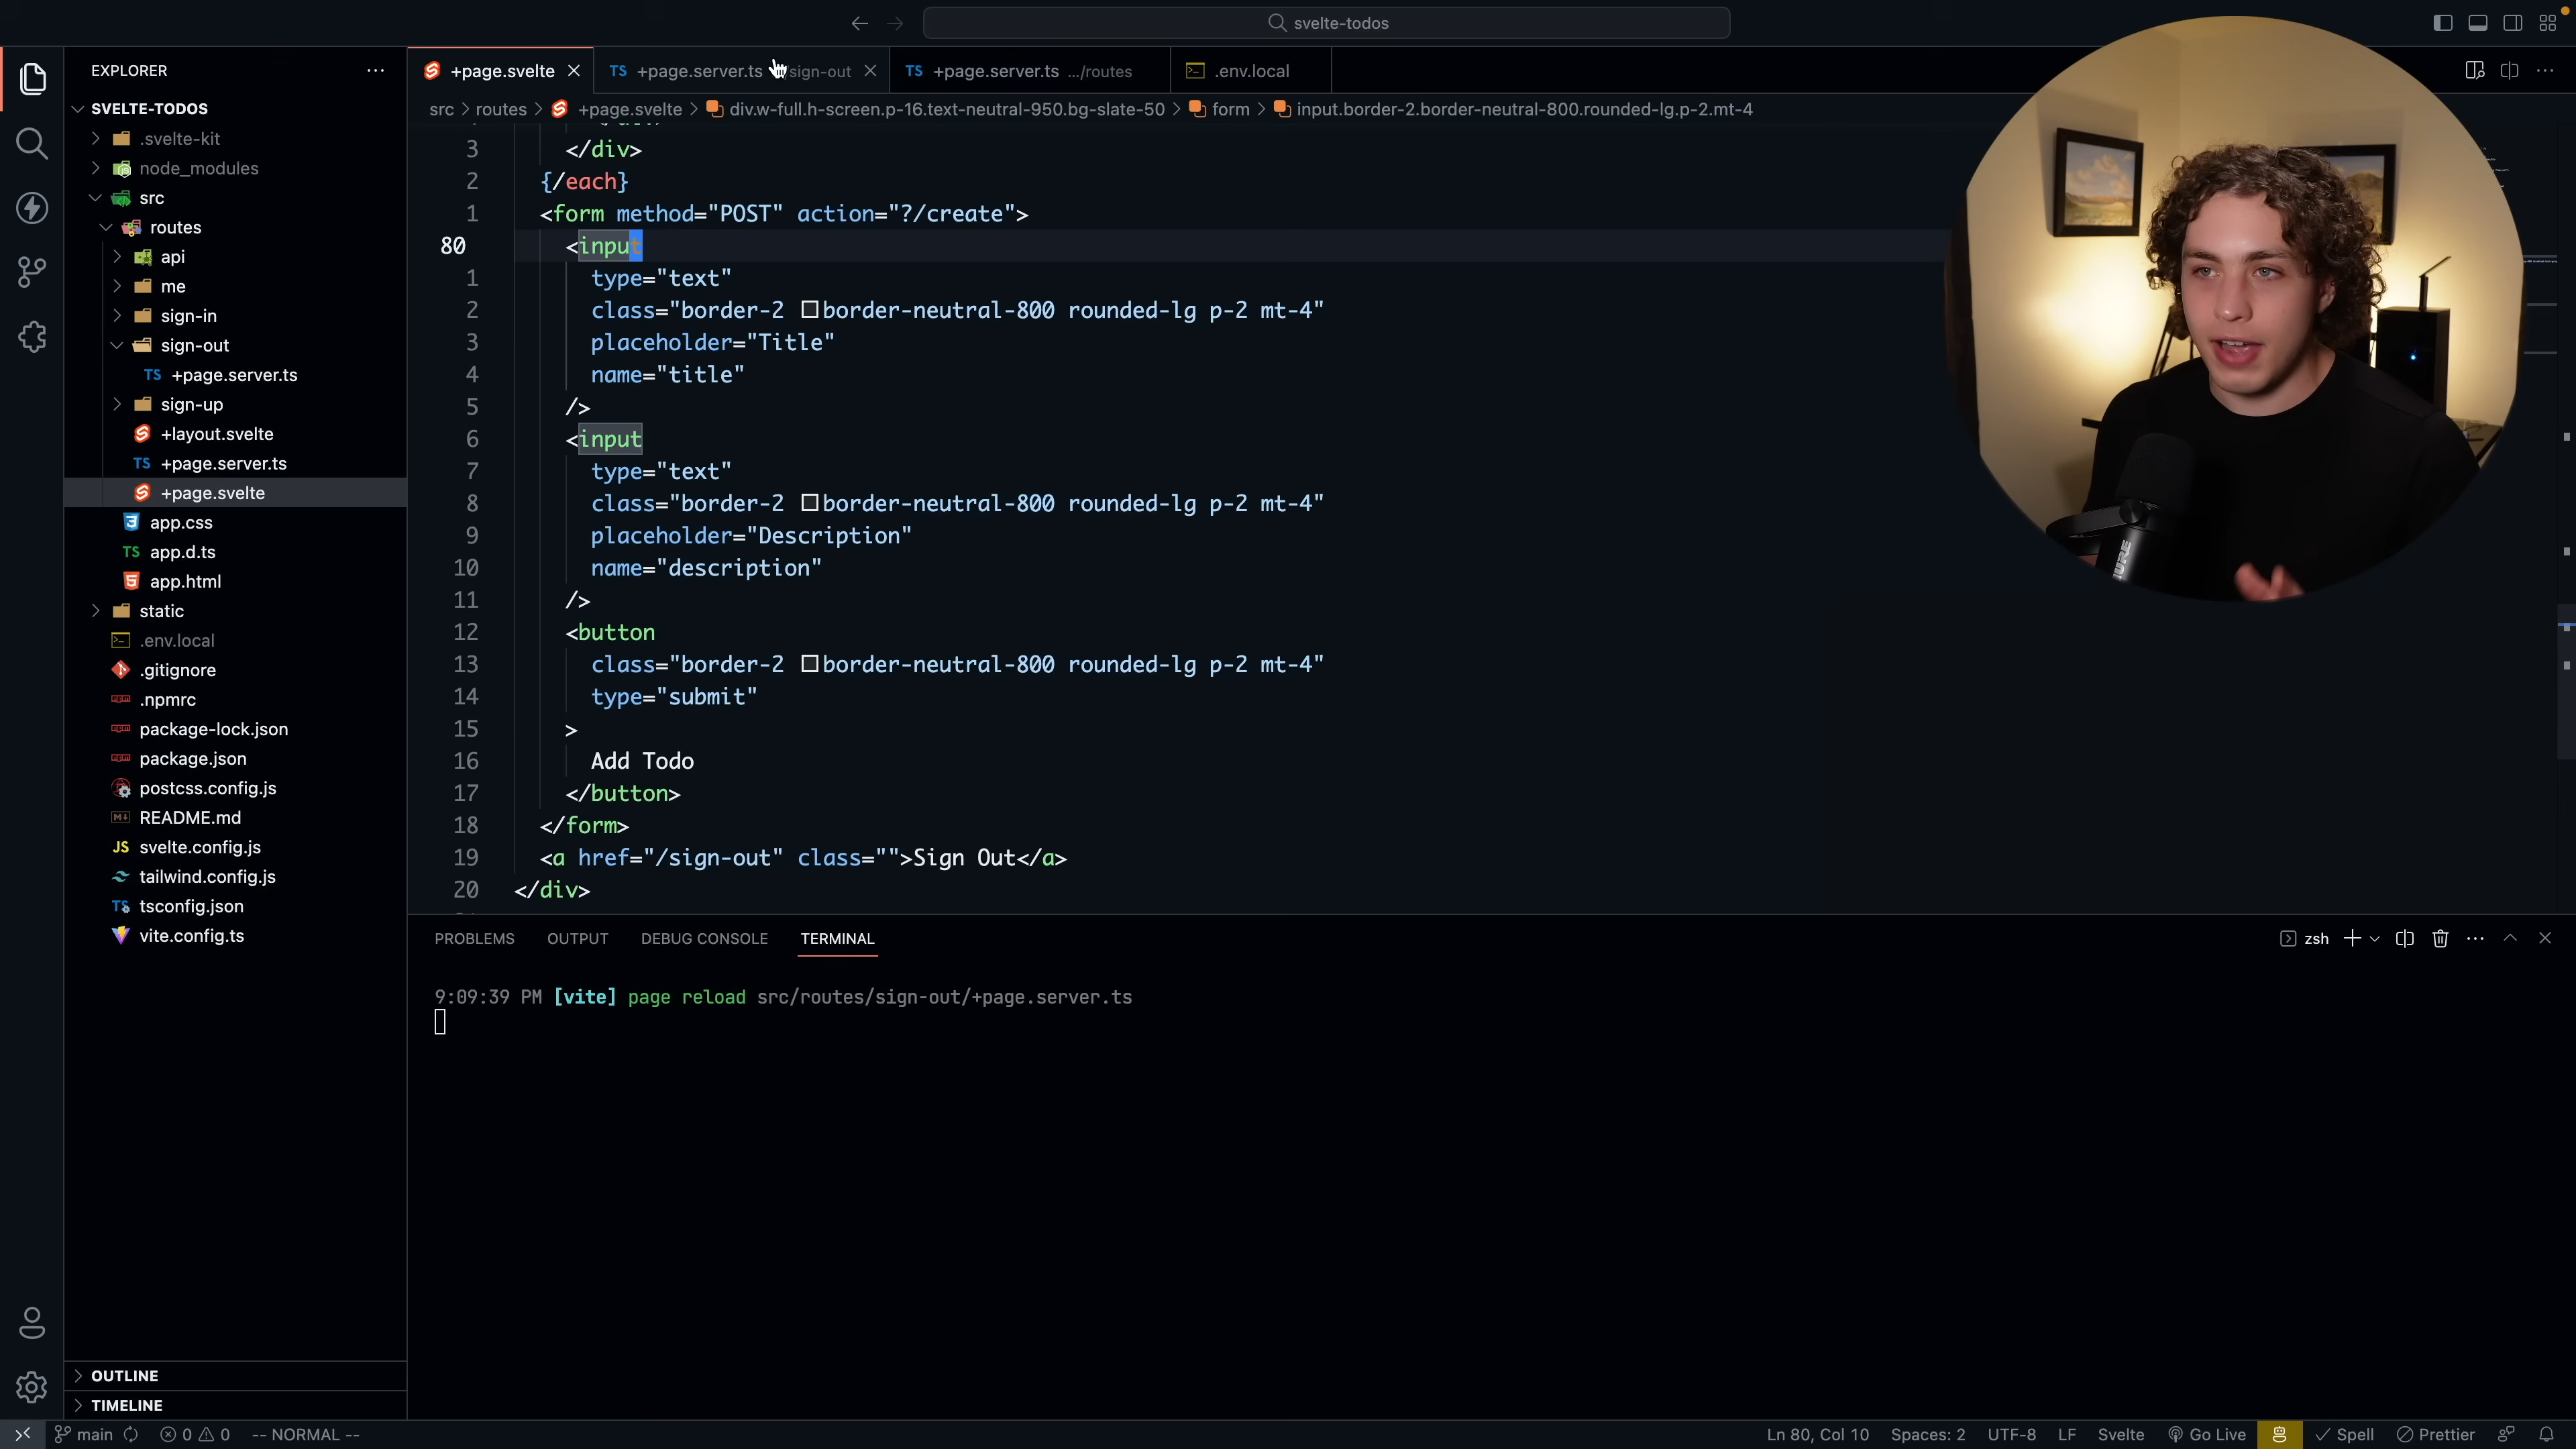 svelte-todos
EXPLORER
SVELTE-TODOS
.svelte-kit
node_modules
src
routes
api
me
sign-in
sign-out
TS +page.server.ts
sign-up
+layout.svelte
TS +page.server.ts
+page.svelte
app.css
TS app.d.ts
app.html
static
.env.local
.gitignore
.npmrc
package-lock.json
package.json
postcss.config.js
README.md
JS svelte.config.js
tailwind.config.js
TS tsconfig.json
vite.config.ts
OUTLINE
TIMELINE
+page.svelte
TS +page.server.ts sign-out
TS +page.server.ts .../routes
.env.local
src > routes > +page.svelte > div.w-full.h-screen.p-16.text-neutral-950.bg-slate-50 > form > input.border-2.border-neutral-800.rounded-lg.p-2.mt-4
3 </div>
2 {/each}
1 <form method="POST" action="?/create">
80 <input
1 type="text"
2 class="border-2 border-neutral-800 rounded-lg p-2 mt-4"
3 placeholder="Title"
4 name="title"
5 />
6 <input
7 type="text"
8 class="border-2 border-neutral-800 rounded-lg p-2 mt-4"
9 placeholder="Description"
10 name="description"
11 />
12 <button
13 class="border-2 border-neutral-800 rounded-lg p-2 mt-4"
14 type="submit"
15 >
16 Add Todo
17 </button>
18 </form>
19 <a href="/sign-out" class="">Sign Out</a>
20 </div>
PROBLEMS OUTPUT DEBUG CONSOLE TERMINAL
zsh
9:09:39 PM [vite] page reload src/routes/sign-out/+page.server.ts
main 0 0 -- NORMAL --
Ln 80, Col 10 Spaces: 2 UTF-8 LF Svelte Go Live Spell Prettier